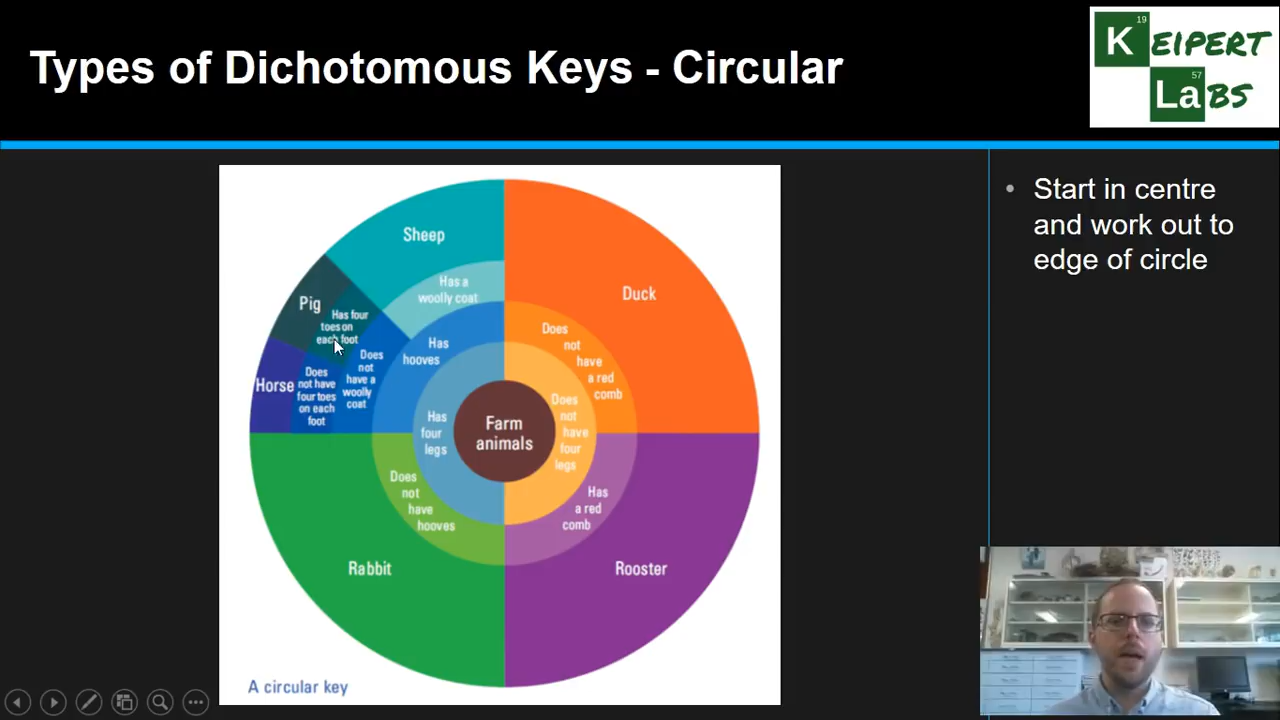 Types of Dichotomous Keys - Circular
19
K EIPERT
57
La BS
Start in centre
and work out to
edge of circle
Sheep
Has a
woolly coat
Duck
Pig
Has four
toes on
each foot
Does
not
have
a red
comb
Has
hooves
Does
not
have a
woolly
coat
Horse
Does
not have
four toes
on each
foot
Has
four
legs
Farm
animals
Does
not
have
four
legs
Does
not
have
hooves
Has
a red
comb
Rabbit
Rooster
A circular key